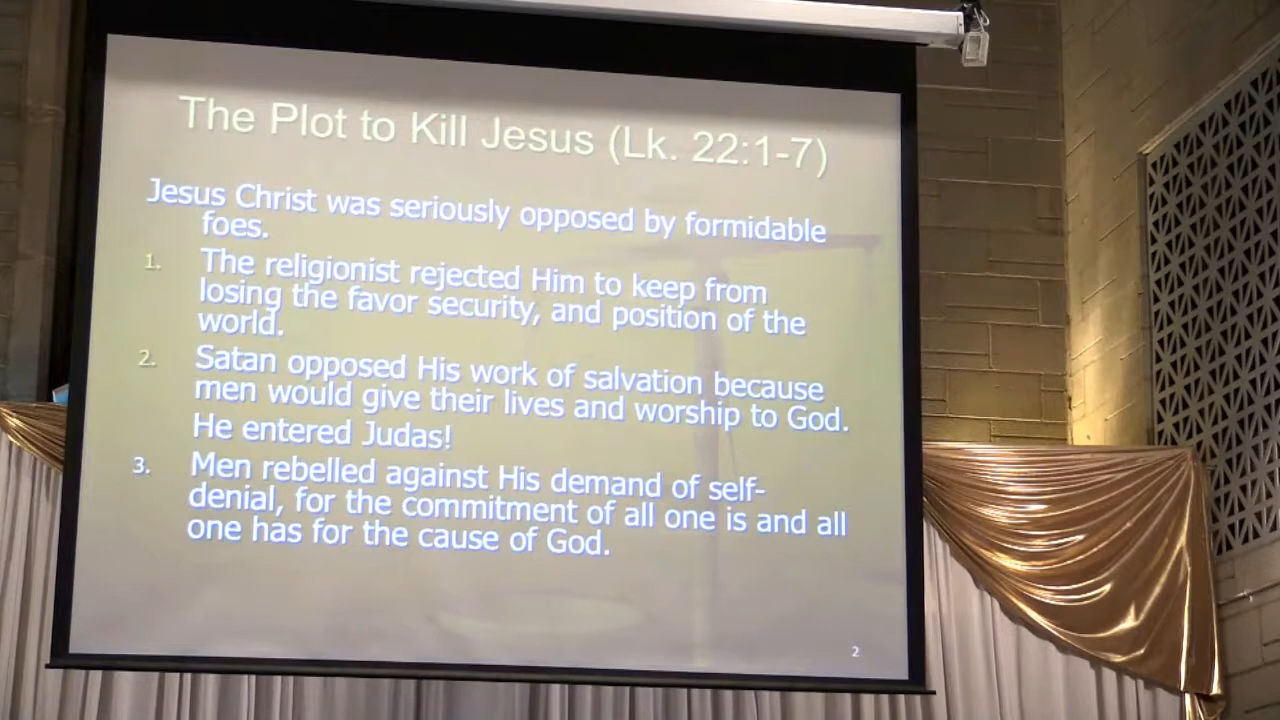 The Plot to Kill Jesus (Lk. 22:1-7)
Jesus Christ was seriously opposed by formidable
foes.
1. The religionist rejected Him to keep from
losing the favor security, and position of the
world.
2. Satan opposed His work of salvation because
men would give their lives and worship to God.
He entered Judas!
3. Men rebelled against His demand of self-
denial, for the commitment of all one is and all
one has for the cause of God.
2